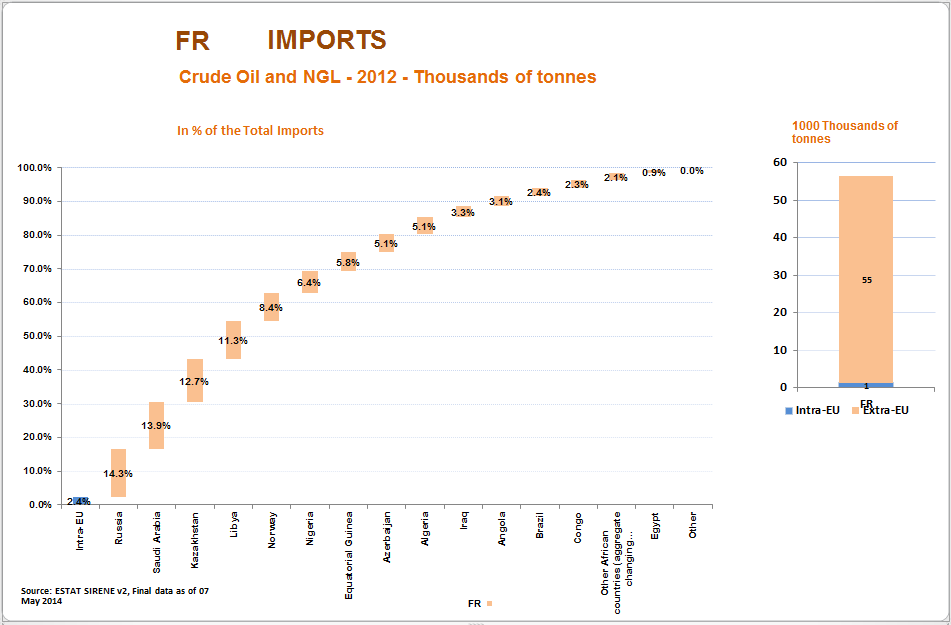 FR IMPORTS
Crude Oil and NGL - 2012 - Thousands of tonnes
In % of the Total Imports
100.0%
90.0%
80.0%
70.0%
60.0%
50.0%
40.0%
30.0%
20.0%
10.0%
0.0%
2.4%
14.3%
13.9%
12.7%
11.3%
8.4%
6.4%
5.8%
5.1%
5.1%
3.3%
3.1%
2.4%
2.3%
2.1%
0.9%
0.0%
Intra-EU
Russia
Saudi Arabia
Kazakhstan
Libya
Norway
Nigeria
Equatorial Guinea
Azerbaijan
Algeria
Iraq
Angola
Brazil
Congo
Other African
countries (aggregate
changing...
Egypt
Other
FR
Source: ESTAT SIRENE v2, Final data as of 07
May 2014
1000 Thousands of
tonnes
60
50
40
30
20
10
0
55
1
FR
Intra-EU Extra-EU